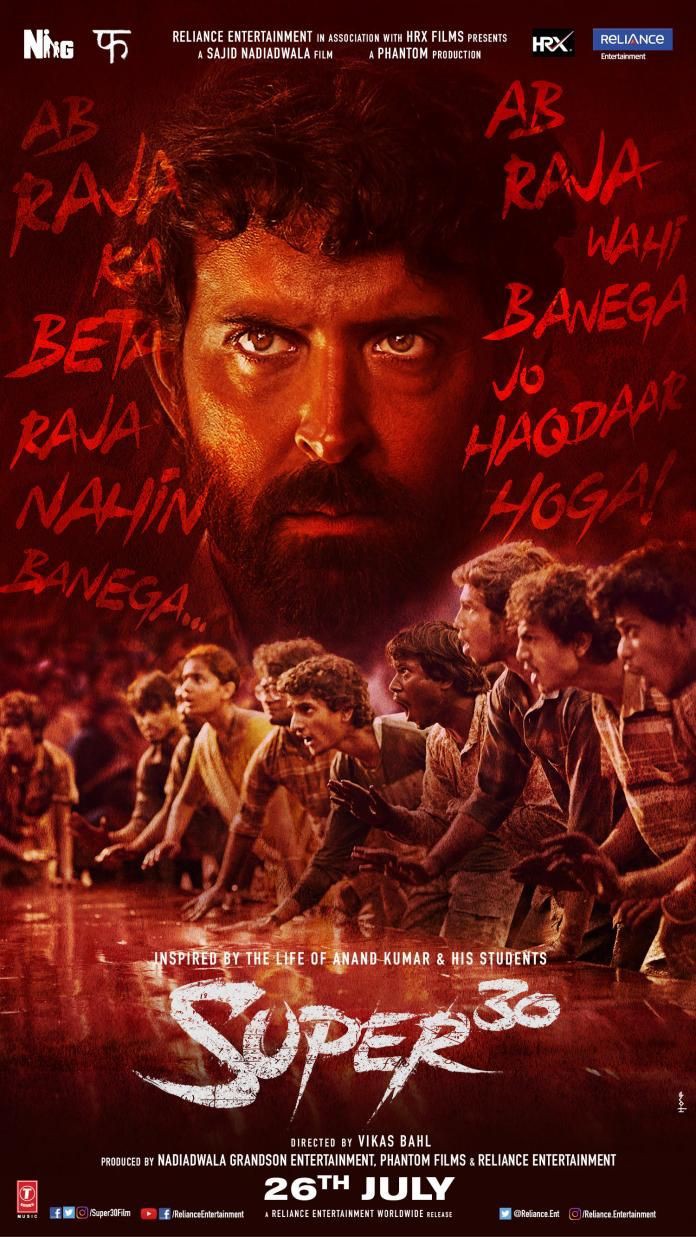 NG
फ
RELIANCE ENTERTAINMENT IN ASSOCIATION WITH HRX FILMS PRESENTS
A SAJID NADIADWALA FILM A PHANTOM PRODUCTION
HRX
RELIANCE
Entertainment
AB
RAJA
KA
BETA
RAJA
NAHIN
BANEGA...
AB
RAJA
WAHI
BANEGA
JO
HAQDAAR
HOGA!
INSPIRED BY THE LIFE OF ANAND KUMAR & HIS STUDENTS
SUPER 30
DIRECTED BY VIKAS BAHL
PRODUCED BY NADIADWALA GRANDSON ENTERTAINMENT, PHANTOM FILMS & RELIANCE ENTERTAINMENT
26TH JULY
A RELIANCE ENTERTAINMENT WORLDWIDE RELEASE
T
MUSIC
/Super30Film
/RelianceEntertainment
@Reliance.Ent
/Reliance.Entertainment